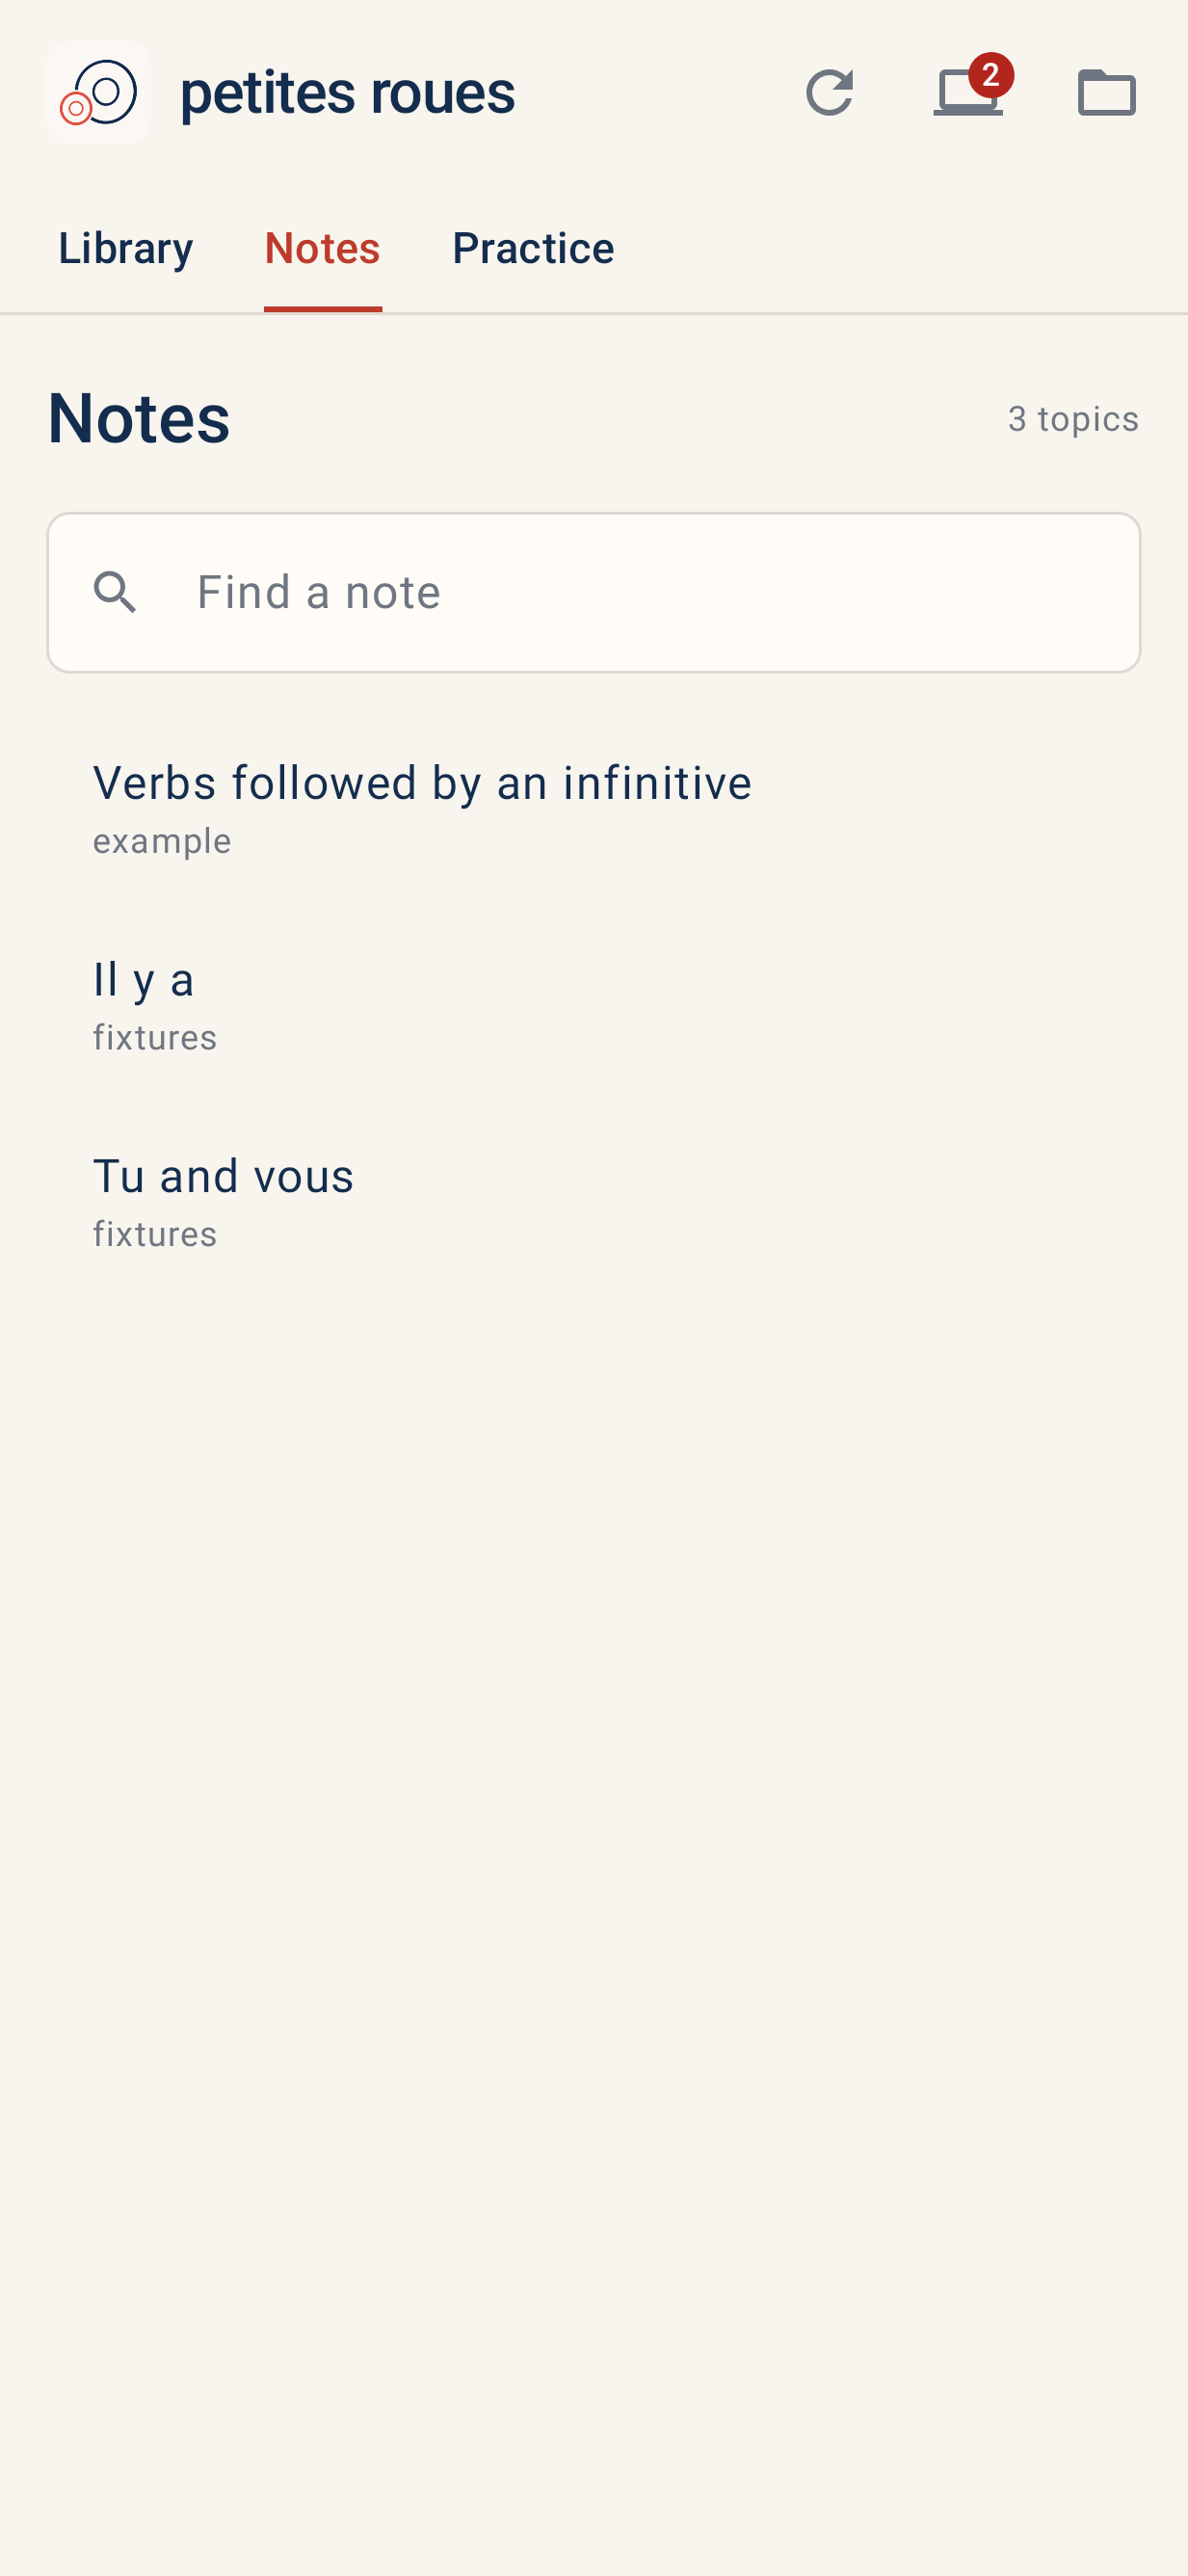 petites roues
2
Library Notes Practice
Notes
3 topics
Find a note
Verbs followed by an infinitive
example
Il y a
fixtures
Tu and vous
fixtures